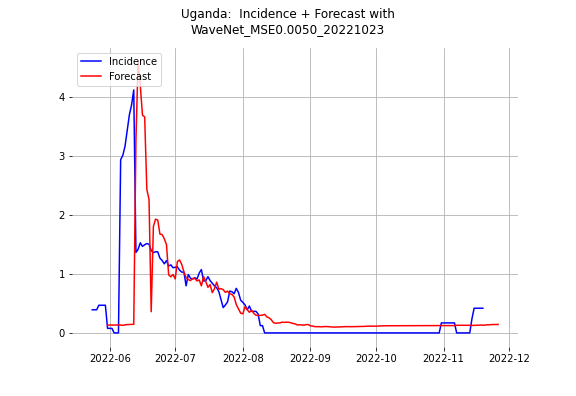 Uganda:  Incidence + Forecast with
WaveNet_MSE0.0050_20221023
Incidence
Forecast
4
3
2
1
0
2022-06 2022-07 2022-08 2022-09 2022-10 2022-11 2022-12